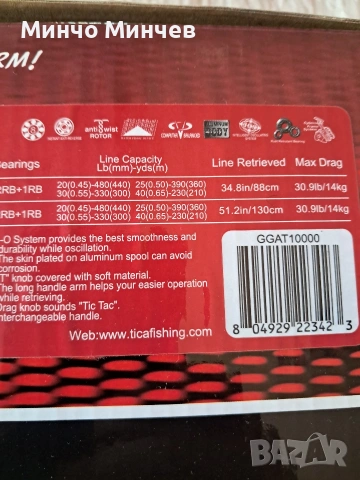 Минчо Минчев
RM!
anti twist
ROTOR
COMPUTER BALANCED
BODY
Bearings Line Capacity Line Retrieved Max Drag
Lb(mm)-yds(m)
RB+1RB 20(0.45)-480(440) 25(0.50)-390(360) 34.8in/88cm 30.9lb/14kg
30(0.55)-330(300) 40(0.65)-230(210)
RB+1RB 20(0.45)-480(440) 25(0.50)-390(360) 51.2in/130cm 30.9lb/14kg
30(0.55)-330(300) 40(0.65)-230(210)
-O System provides the best smoothness and
durability while oscillation.
The skin plated on aluminum spool can avoid
corrosion.
T" knob covered with soft material.
The long handle arm helps your easier operation
while retrieving.
Drag knob sounds "Tic Tac".
Interchangeable handle.
Web:www.ticafishing.com
GGAT10000
8 04929 22342 3
BAZAR